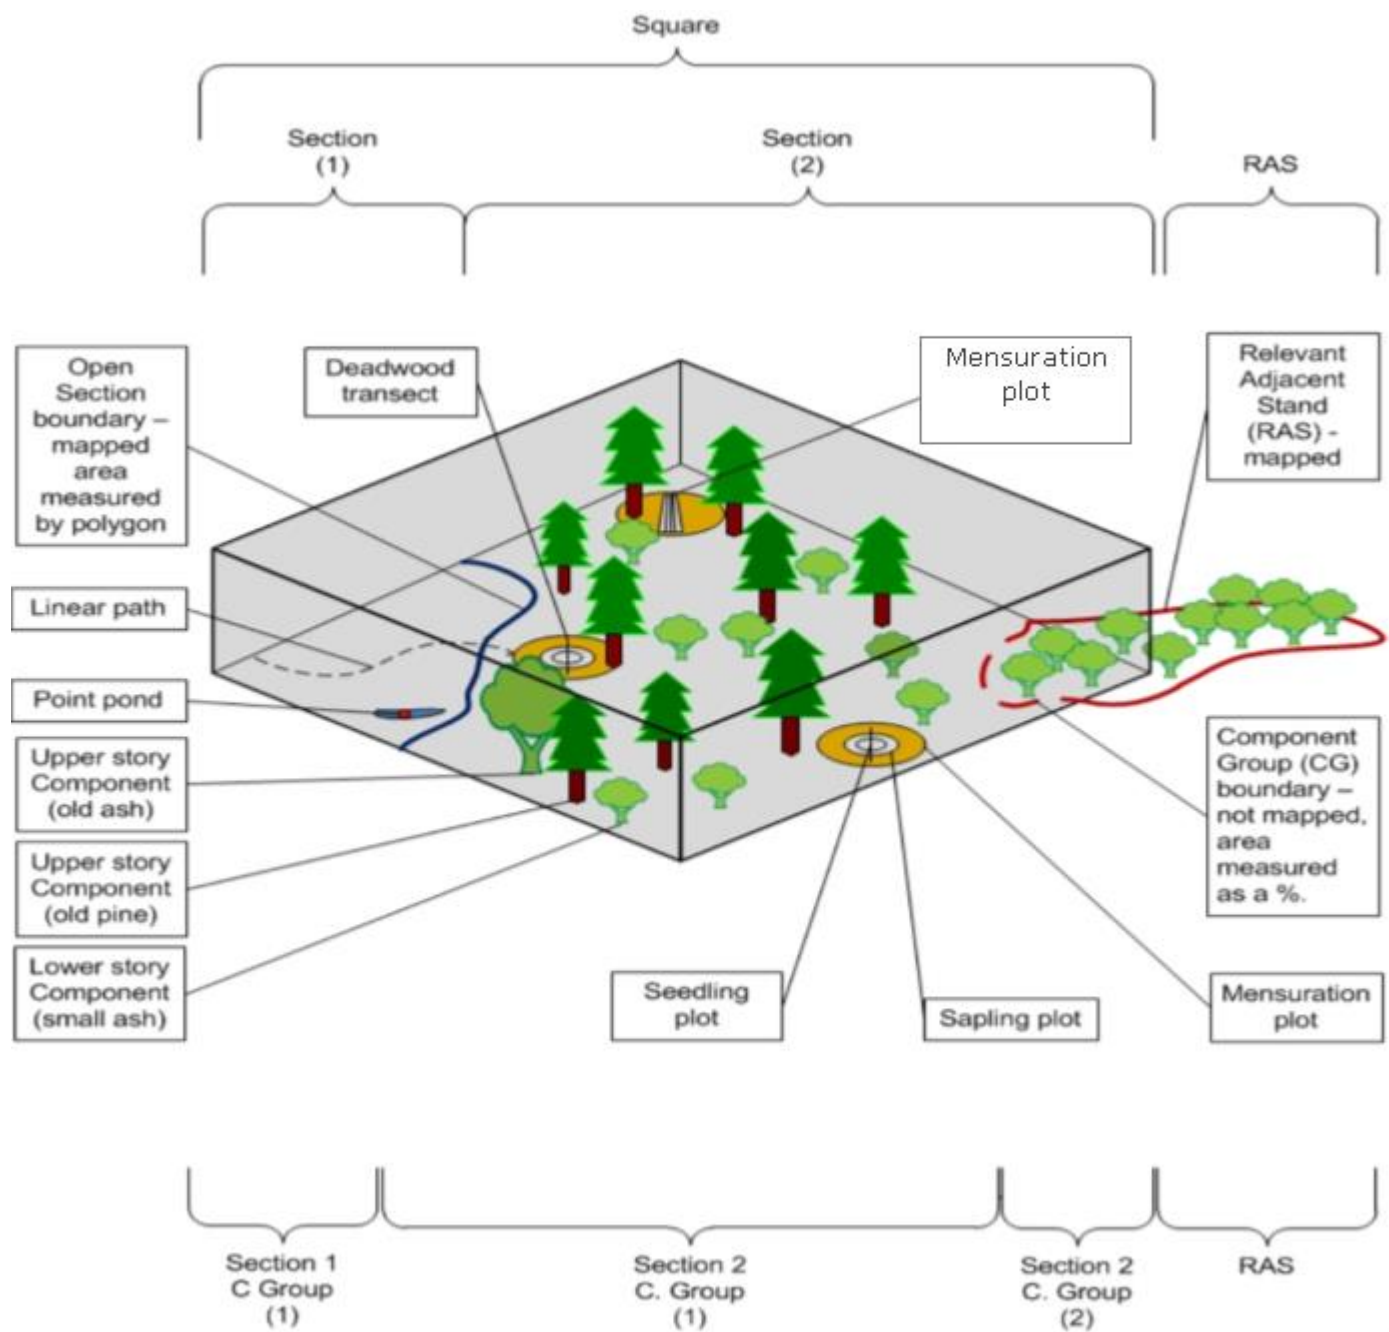 Square
Section
(1)
Section
(2)
RAS
Open
Section
boundary –
mapped
area
measured
by polygon
Deadwood
transect
Mensuration
plot
Relevant
Adjacent
Stand
(RAS) -
mapped
Linear path
Point pond
Upper story
Component
(old ash)
Upper story
Component
(old pine)
Lower story
Component
(small ash)
Component
Group (CG)
boundary –
not mapped,
area
measured
as a %.
Seedling
plot
Sapling plot
Mensuration
plot
Section 1
C Group
(1)
Section 2
C. Group
(1)
Section 2
C. Group
(2)
RAS